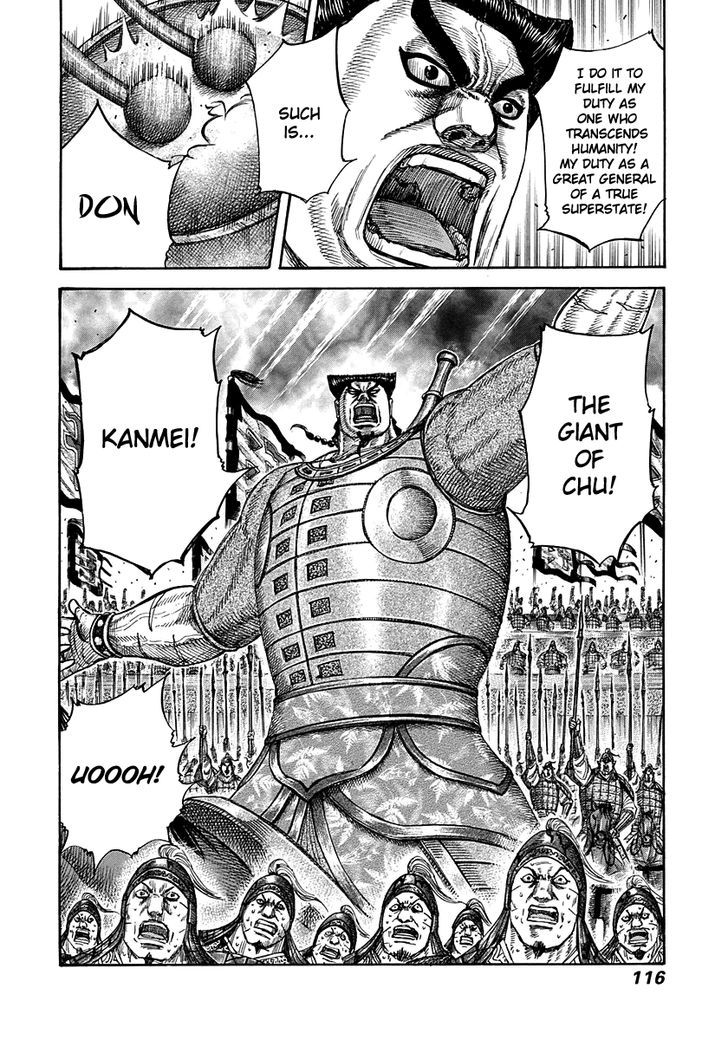 I DO IT TO
FULFILL MY
DUTY AS
ONE WHO
TRANSCENDS
HUMANITY!
MY DUTY AS A
GREAT GENERAL
OF A TRUE
SUPERSTATE!
SUCH
IS...
DON
THE
GIANT
OF
CHU!
KANMEI!
UOOOH!
116